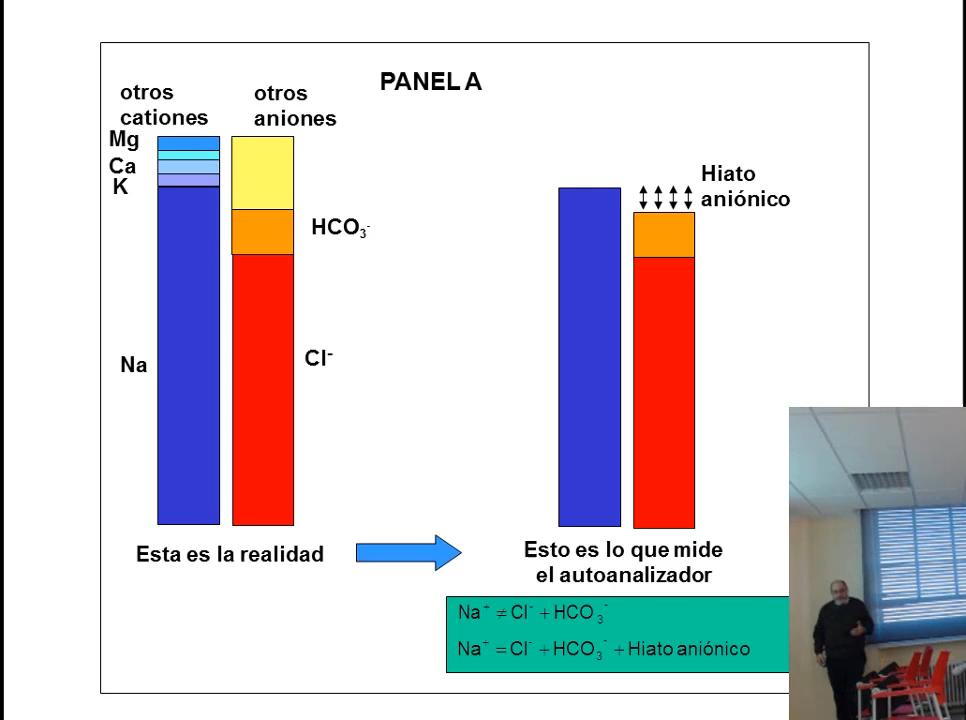 PANEL A
otros
cationes
otros
aniones
Mg
Ca
K
HCO₃⁻
Na
Cl⁻
Hiato
aniónico
Esta es la realidad
Esto es lo que mide
el autoanalizador
Na⁺ ≠ Cl⁻ + HCO₃⁻
Na⁺ = Cl⁻ + HCO₃⁻ + Hiato aniónico